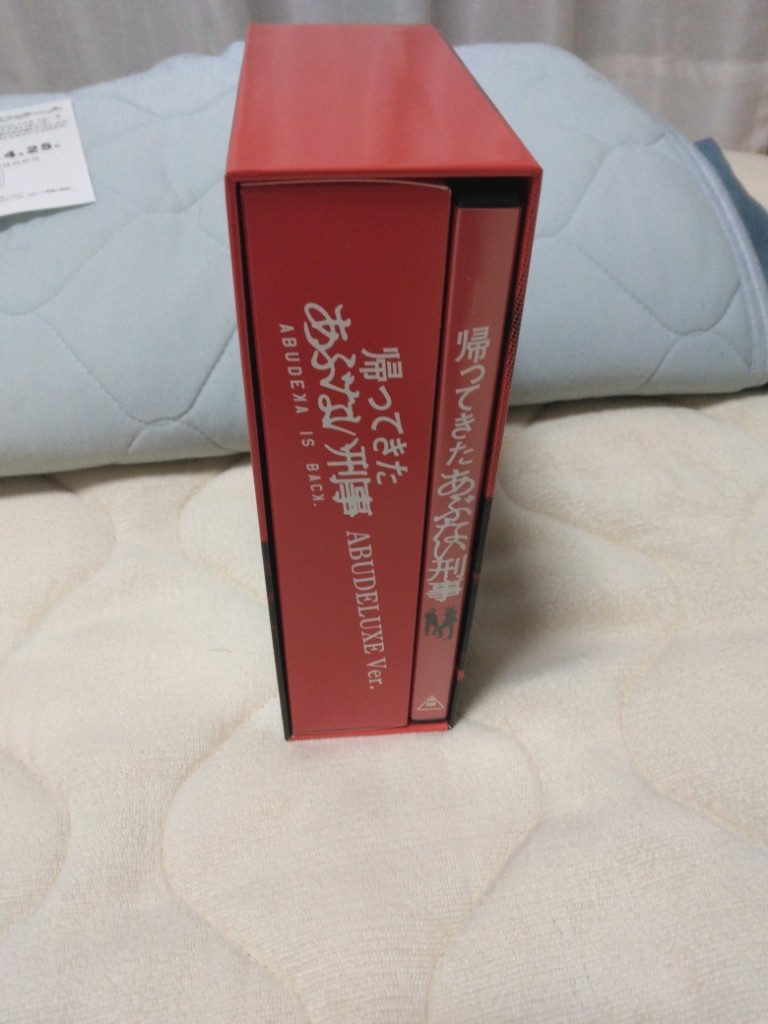 帰ってきた
あぶない刑事
ABUDEKA IS BACK.
ABUDELUXE Ver.
帰ってきた あぶない刑事
4.25.